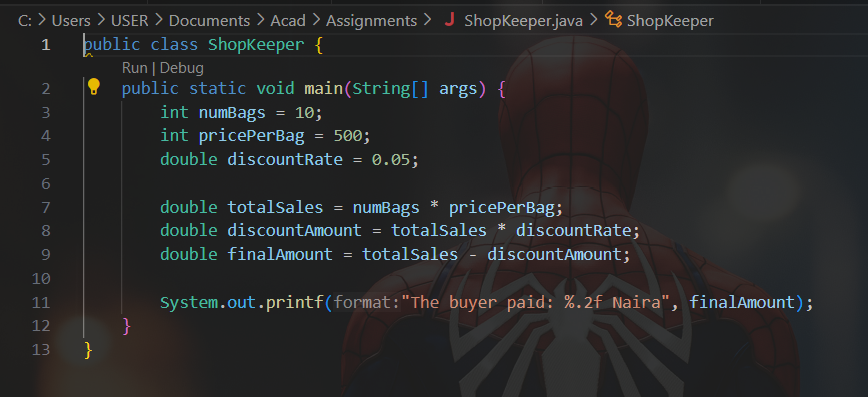 C: > Users > USER > Documents > Acad > Assignments > J ShopKeeper.java > ShopKeeper
1 public class ShopKeeper {
Run | Debug
2     public static void main(String[] args) {
3         int numBags = 10;
4         int pricePerBag = 500;
5         double discountRate = 0.05;
6
7         double totalSales = numBags * pricePerBag;
8         double discountAmount = totalSales * discountRate;
9         double finalAmount = totalSales - discountAmount;
10
11         System.out.printf(format:"The buyer paid: %.2f Naira", finalAmount);
12     }
13 }